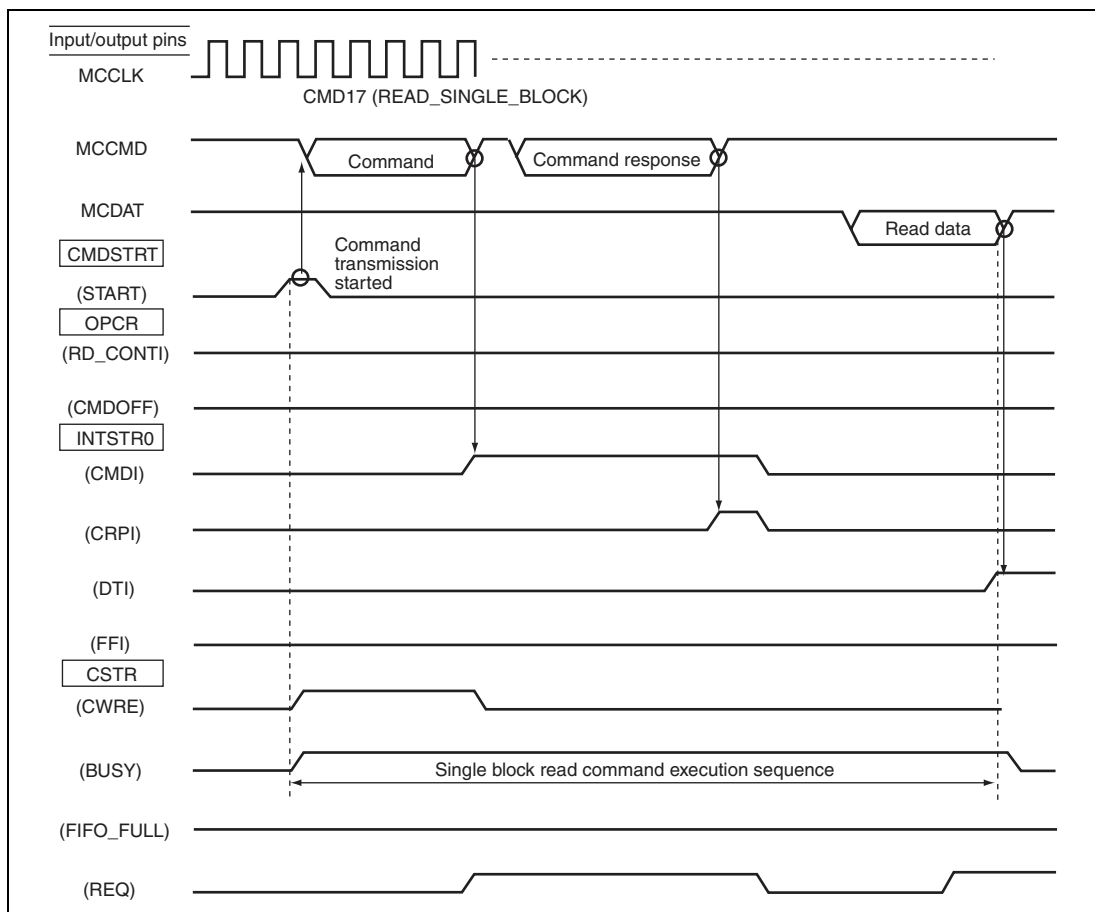 Input/output pins
MCCLK
CMD17 (READ_SINGLE_BLOCK)
MCCMD
Command
Command response
MCDAT
Read data
CMDSTRT
Command
transmission
started
(START)
OPCR
(RD_CONTI)
(CMDOFF)
INTSTR0
(CMDI)
(CRPI)
(DTI)
(FFI)
CSTR
(CWRE)
(BUSY)
Single block read command execution sequence
(FIFO_FULL)
(REQ)